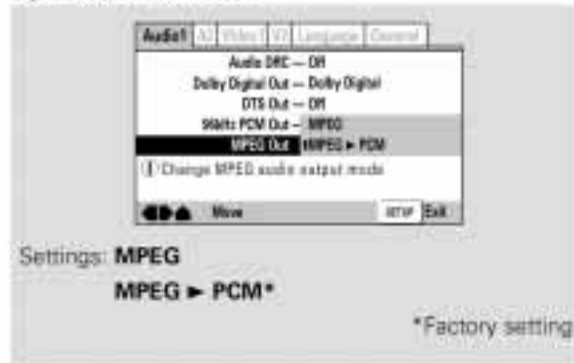 Audio1 A2 Video1 V2 Language General
Audio DRC — Off
Dolby Digital Out — Dolby Digital
DTS Out — Off
96kHz PCM Out – MPEG
MPEG Out MPEG ► PCM
Change MPEG audio output mode
Move SETUP Exit
Settings: MPEG
MPEG ► PCM*
*Factory setting